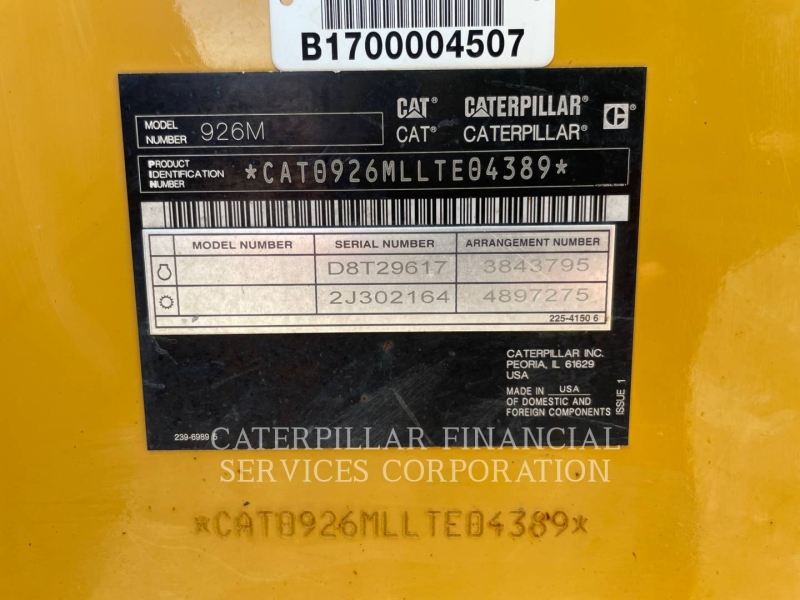 B1700004507
CAT® CATERPILLAR®
MODEL NUMBER 926M
CAT® CATERPILLAR®
PRODUCT IDENTIFICATION NUMBER *CAT0926MLLTE04389*
MODEL NUMBER SERIAL NUMBER ARRANGEMENT NUMBER
D8T29617 3843795
2J302164 4897275
225-4150 6
CATERPILLAR INC.
PEORIA, IL 61629
USA
MADE IN USA
OF DOMESTIC AND
FOREIGN COMPONENTS
ISSUE 1
239-6989 5
CATERPILLAR FINANCIAL
SERVICES CORPORATION
*CAT0926MLLTE04389*